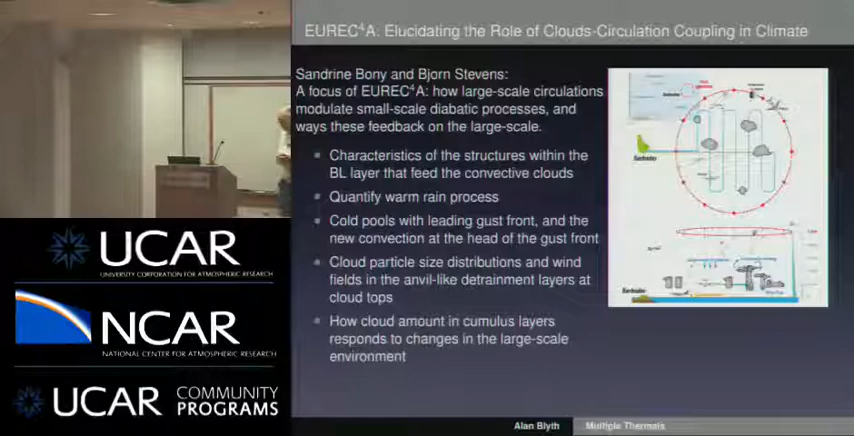 EUREC⁴A: Elucidating the Role of Clouds-Circulation Coupling in Climate
Sandrine Bony and Bjorn Stevens:
A focus of EUREC⁴A: how large-scale circulations
modulate small-scale diabatic processes, and
ways these feedback on the large-scale.
Characteristics of the structures within the
BL layer that feed the convective clouds
Quantify warm rain process
Cold pools with leading gust front, and the
new convection at the head of the gust front
Cloud particle size distributions and wind
fields in the anvil-like detrainment layers at
cloud tops
How cloud amount in cumulus layers
responds to changes in the large-scale
environment
Barbados
Barbados
UCAR
UNIVERSITY CORPORATION FOR ATMOSPHERIC RESEARCH
NCAR
NATIONAL CENTER FOR ATMOSPHERIC RESEARCH
UCAR COMMUNITY
PROGRAMS
Alan Blyth
Multiple Thermals